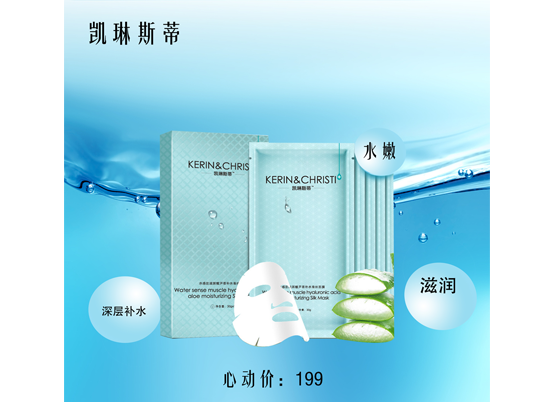 凯琳斯蒂
水嫩
KERIN&CHRISTI
凯琳斯蒂
KERIN&CHRISTI
凯琳斯蒂
Water sense muscle
aloe moisturizing
muscle hyaluronic acid
Silk Mask
滋润
深层补水
心动价：199